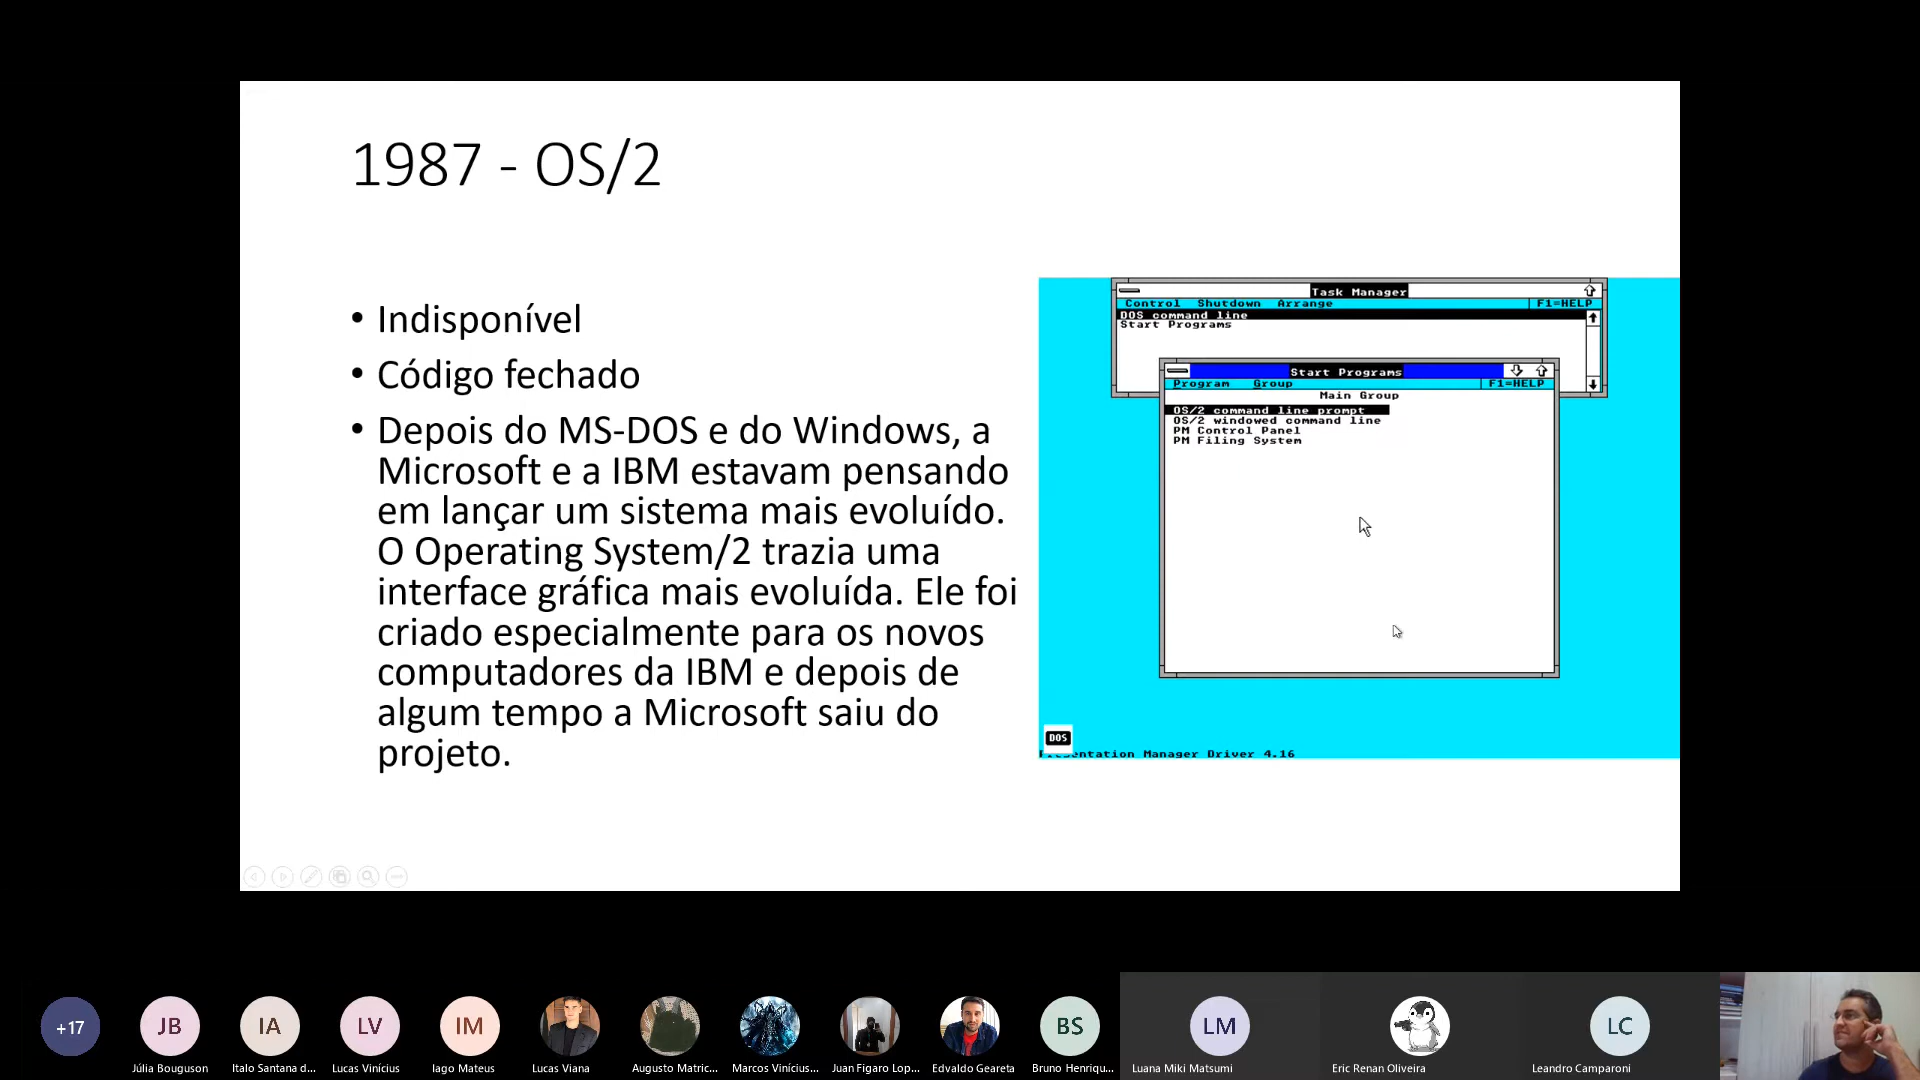 1987 - OS/2
• Indisponível
• Código fechado
• Depois do MS-DOS e do Windows, a
Microsoft e a IBM estavam pensando
em lançar um sistema mais evoluído.
O Operating System/2 trazia uma
interface gráfica mais evoluída. Ele foi
criado especialmente para os novos
computadores da IBM e depois de
algum tempo a Microsoft saiu do
projeto.
Task Manager
Control Shutdown Arrange F1=HELP
DOS command line
Start Programs
Start Programs
Program Group F1=HELP
Main Group
OS/2 command line prompt
OS/2 windowed command line
PM Control Panel
PM Filing System
DOS
Manager Driver 4.16
+17
JB
IA
LV
IM
BS
LM
LC
Júlia Bouguson
Italo Santana d...
Lucas Vinícius
Iago Mateus
Lucas Viana
Augusto Matric...
Marcos Vinícius...
Juan Figaro Lop...
Edvaldo Geareta
Bruno Henriqu...
Luana Miki Matsumi
Eric Renan Oliveira
Leandro Camparoni